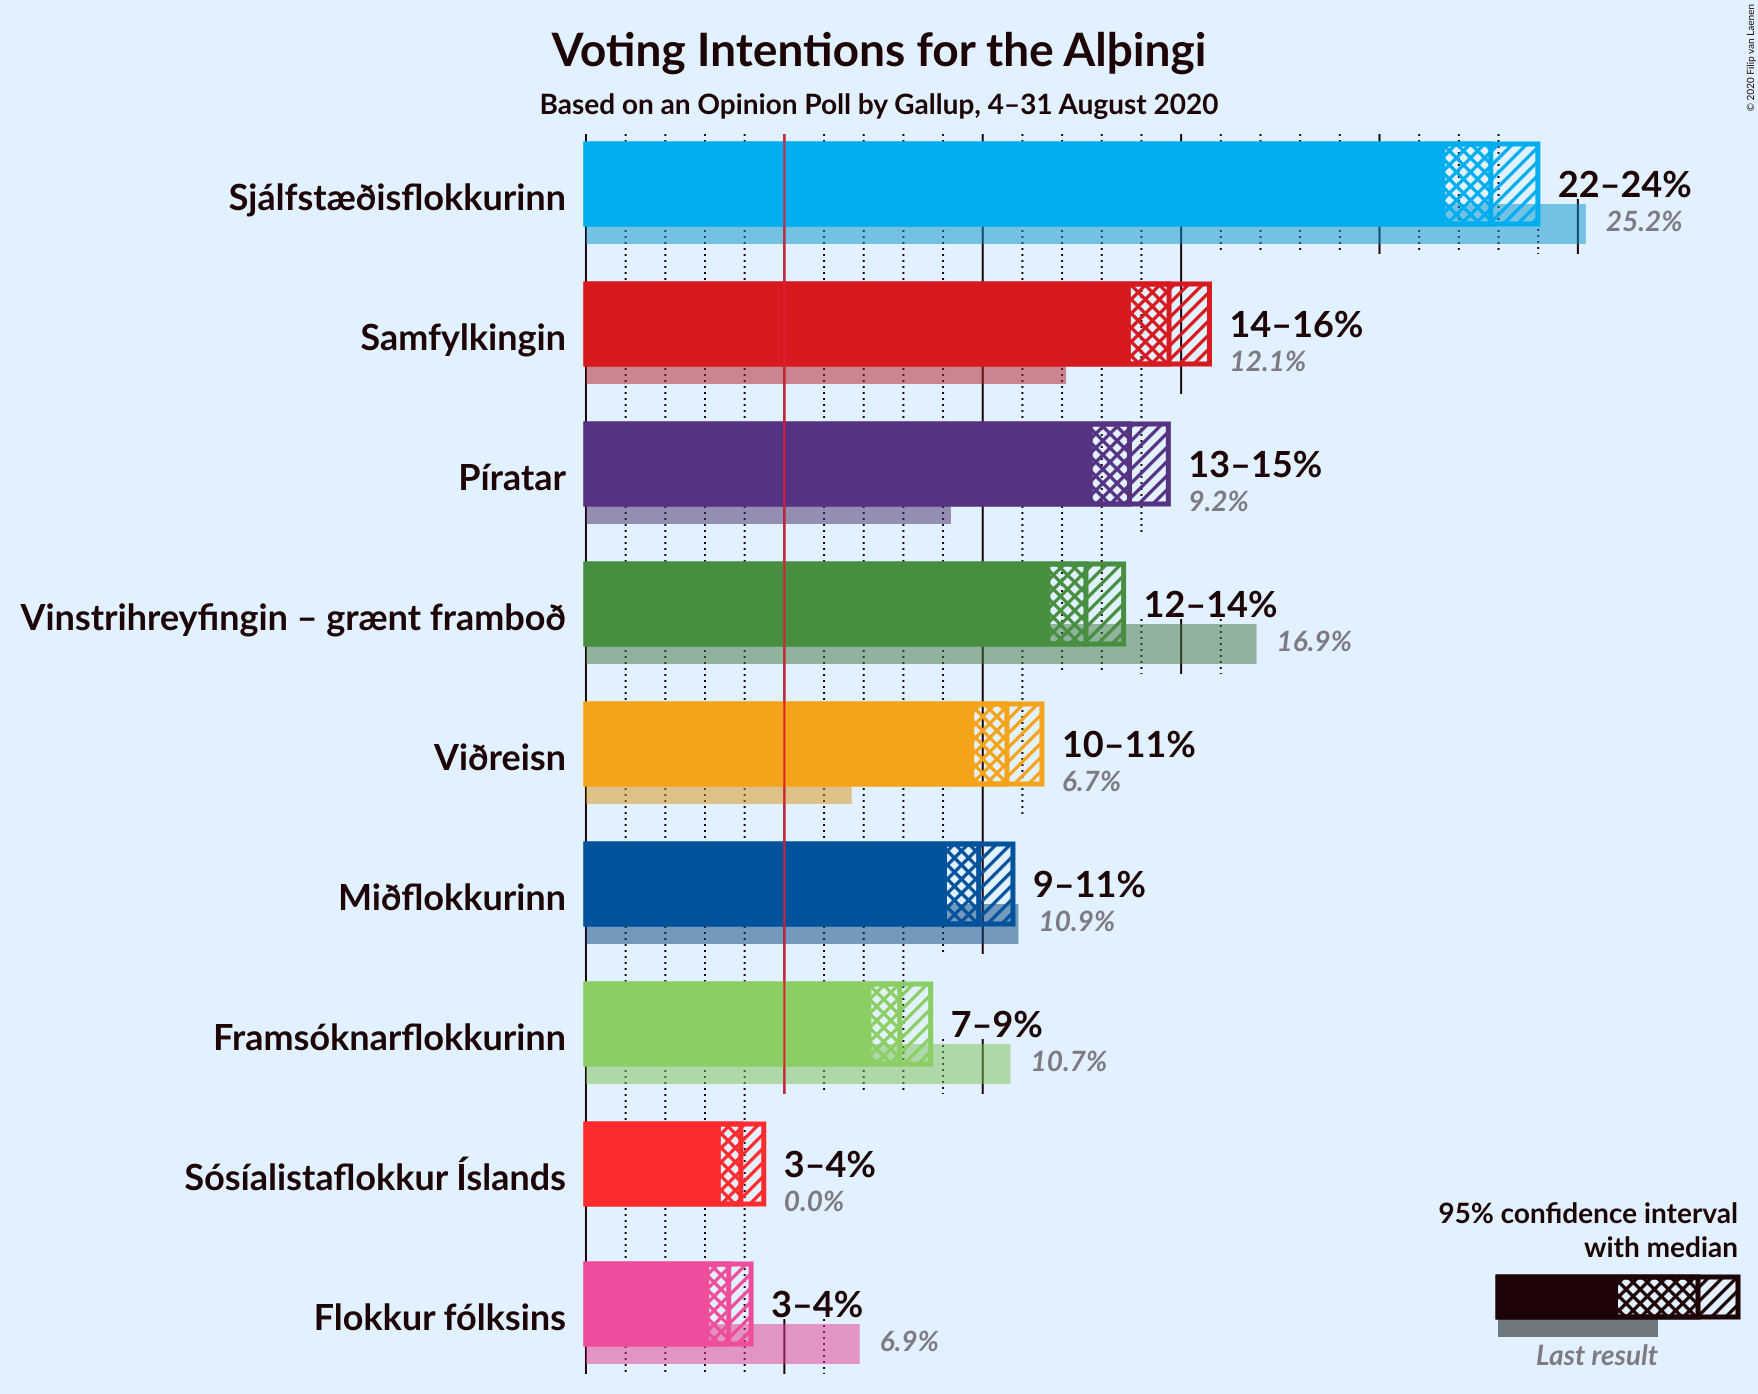 Voting Intentions for the Alþingi
Based on an Opinion Poll by Gallup, 4–31 August 2020
© 2020 Filip van Laenen
Sjálfstæðisflokkurinn
22–24%
25.2%
Samfylkingin
14–16%
12.1%
Píratar
13–15%
9.2%
Vinstrihreyfingin – grænt framboð
12–14%
16.9%
Viðreisn
10–11%
6.7%
Miðflokkurinn
9–11%
10.9%
Framsóknarflokkurinn
7–9%
10.7%
Sósíalistaflokkur Íslands
3–4%
0.0%
Flokkur fólksins
3–4%
6.9%
95% confidence interval
with median
Last result